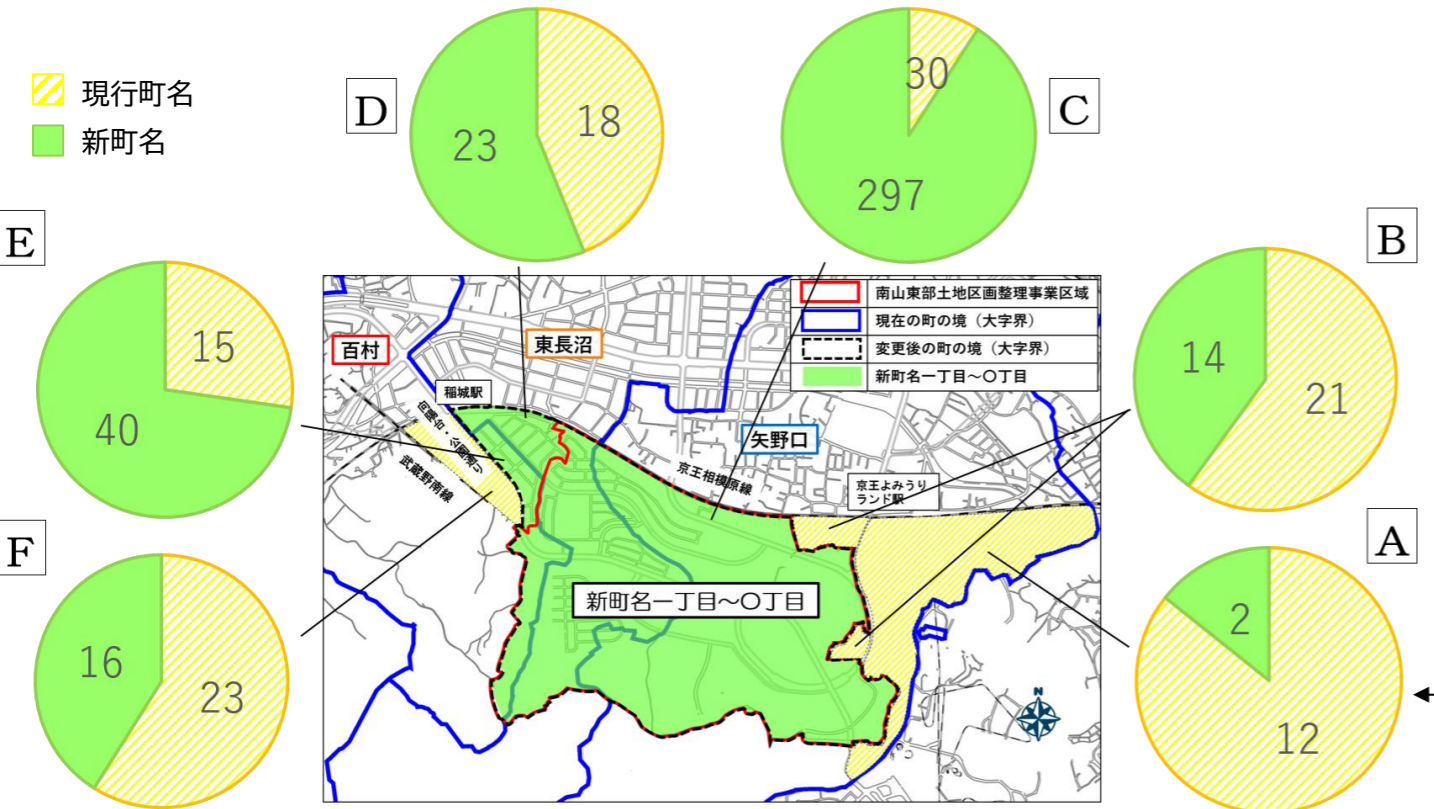 現行町名
新町名
D
23
18
C
30
297
E
15
40
B
14
21
F
16
23
A
2
12
南山東部土地区画整理事業区域
現在の町の境（大字界）
変更後の町の境（大字界）
新町名一丁目～〇丁目
百村
東長沼
稲城駅
矢野口
武蔵野南線
京王相模原線
京王よみうり
ランド駅
新町名一丁目～〇丁目
N